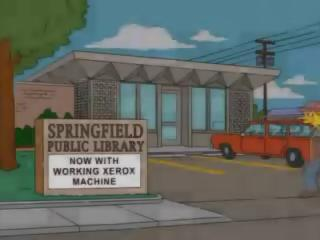 SPRINGFIELD
PUBLIC LIBRARY
NOW WITH
WORKING XEROX
MACHINE